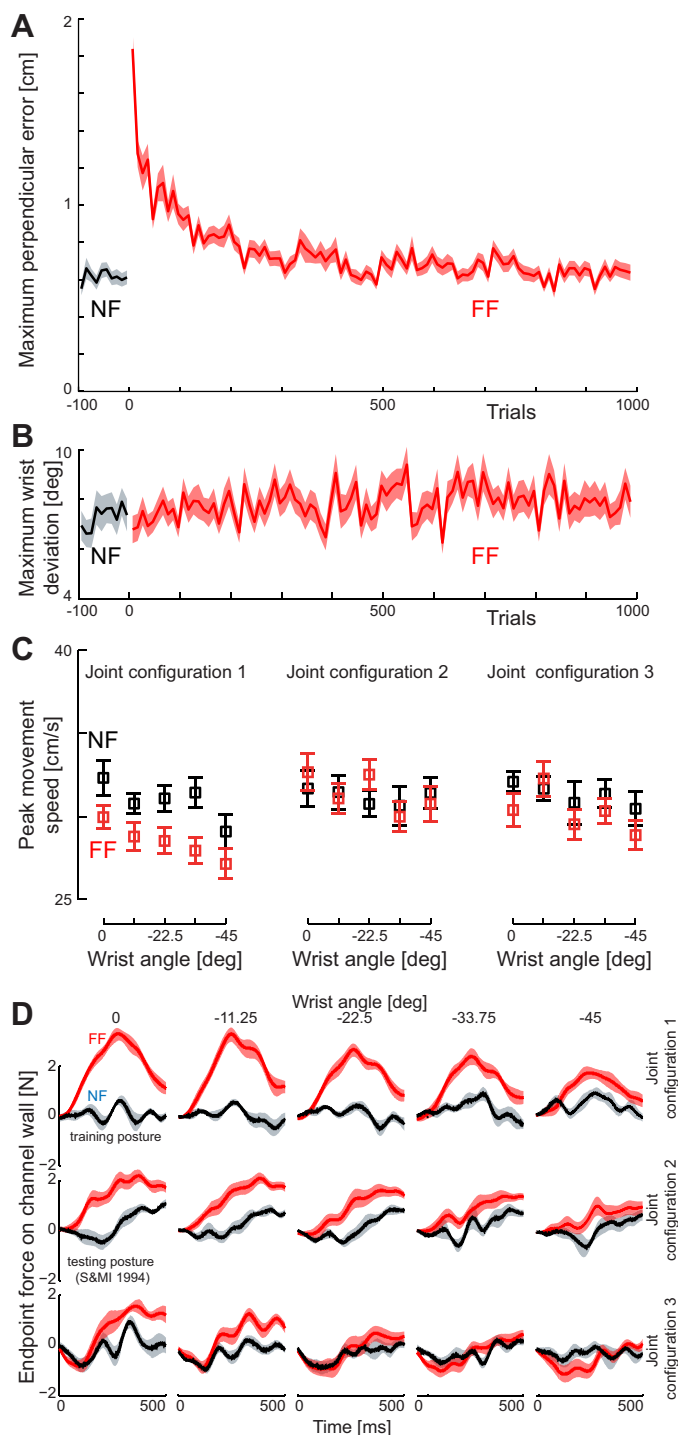 A
Maximum perpendicular error [cm]
2
1
0
NF
FF
-100
0
500
Trials
1000
B
Maximum wrist
deviation [deg]
10
4
NF
FF
-100
0
500
Trials
1000
C
Peak movement
speed [cm/s]
40
25
Joint configuration 1
Joint configuration 2
Joint configuration 3
NF
FF
0
-22.5
-45
0
-22.5
-45
0
-22.5
-45
Wrist angle [deg]
Wrist angle [deg]
Wrist angle [deg]
D
Wrist angle [deg]
0
-11.25
-22.5
-33.75
-45
Endpoint force on channel wall [N]
FF
NF
training posture
2
0
−2
Joint
configuration 1
2
0
−2
testing posture
(S&MI 1994)
Joint
configuration 2
2
0
−2
Joint
configuration 3
0
500
0
500
0
500
0
500
0
500
Time [ms]